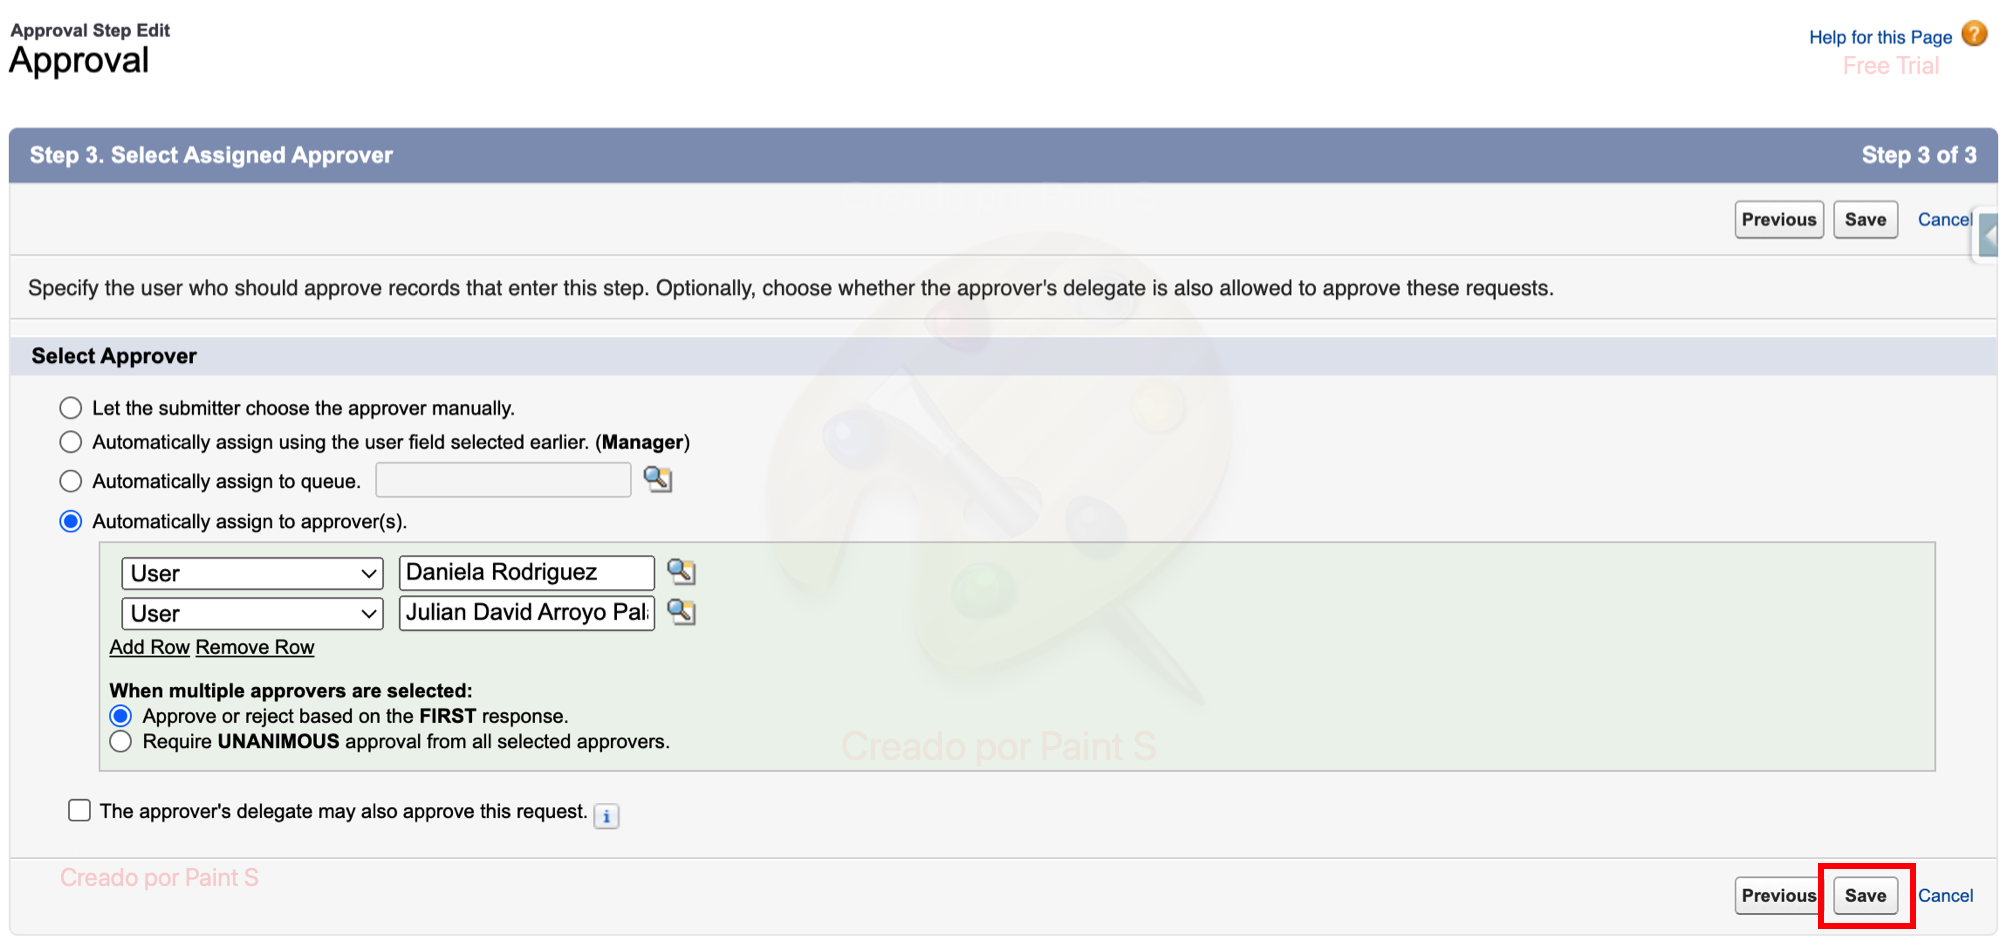 Approval Step Edit
Approval
Help for this Page
Free Trial
Step 3. Select Assigned Approver
Step 3 of 3
Previous Save Cancel
Specify the user who should approve records that enter this step. Optionally, choose whether the approver's delegate is also allowed to approve these requests.
Select Approver
Let the submitter choose the approver manually.
Automatically assign using the user field selected earlier. (Manager)
Automatically assign to queue.
Automatically assign to approver(s).
User Daniela Rodriguez
User Julian David Arroyo Pal
Add Row Remove Row
When multiple approvers are selected:
Approve or reject based on the FIRST response.
Require UNANIMOUS approval from all selected approvers.
Creado por Paint S
The approver's delegate may also approve this request.
Creado por Paint S
Previous Save Cancel